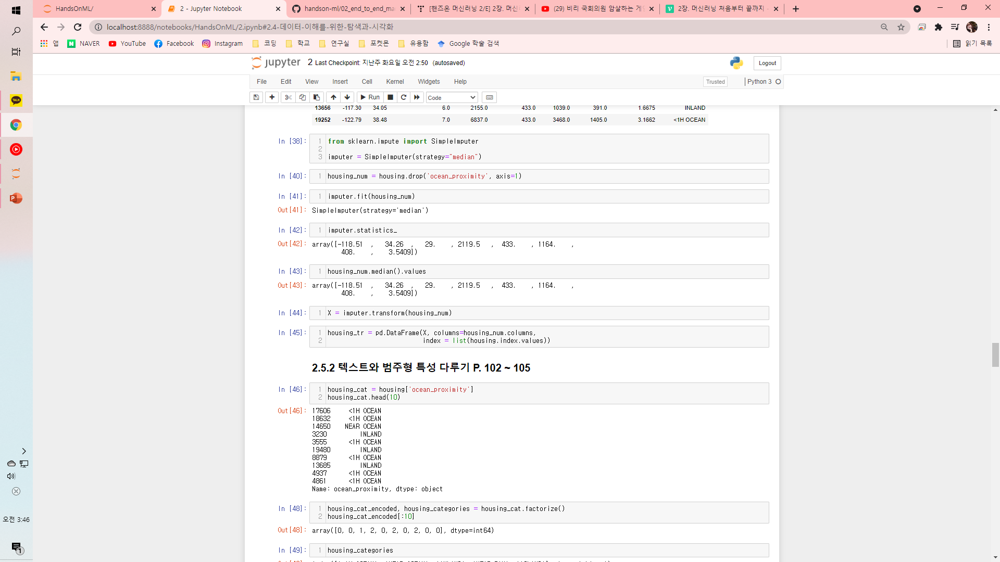 HandsOnML/
2 - Jupyter Notebook
handson-ml/02_end_to_end_ma
[핸즈온 머신러닝 2/E] 2장. 머신
(29) 비리 국회의원 암살하는 게
2장. 머신러닝 처음부터 끝까지 -
localhost:8888/notebooks/HandsOnML/2.ipynb#2.4-데이터-이해를-위한-탐색과-시각화
앱 NAVER YouTube Facebook Instagram 코딩 학교 연구실 포켓몬 유용함 Google 학술 검색 읽기 목록
jupyter 2 Last Checkpoint: 지난주 화요일 오전 2:50 (autosaved) Logout
File Edit View Insert Cell Kernel Widgets Help Trusted Python 3
Run Code
13656 -117.30 34.05 6.0 2155.0 433.0 1039.0 391.0 1.6675 INLAND
19252 -122.79 38.48 7.0 6837.0 433.0 3468.0 1405.0 3.1662 <1H OCEAN
In [38]: 1 from sklearn.impute import SimpleImputer
2
3 imputer = SimpleImputer(strategy="median")
In [40]: 1 housing_num = housing.drop('ocean_proximity', axis=1)
In [41]: 1 imputer.fit(housing_num)
Out[41]: SimpleImputer(strategy='median')
In [42]: 1 imputer.statistics_
Out[42]: array([-118.51 , 34.26 , 29. , 2119.5 , 433. , 1164. ,
408. , 3.5409])
In [43]: 1 housing_num.median().values
Out[43]: array([-118.51 , 34.26 , 29. , 2119.5 , 433. , 1164. ,
408. , 3.5409])
In [44]: 1 X = imputer.transform(housing_num)
In [45]: 1 housing_tr = pd.DataFrame(X, columns=housing_num.columns,
2 index = list(housing.index.values))
2.5.2 텍스트와 범주형 특성 다루기 P. 102 ~ 105
In [46]: 1 housing_cat = housing['ocean_proximity']
2 housing_cat.head(10)
Out[46]: 17606 <1H OCEAN
18632 <1H OCEAN
14650 NEAR OCEAN
3230 INLAND
3555 <1H OCEAN
19480 INLAND
8879 <1H OCEAN
13685 INLAND
4937 <1H OCEAN
4861 <1H OCEAN
Name: ocean_proximity, dtype: object
In [48]: 1 housing_cat_encoded, housing_categories = housing_cat.factorize()
2 housing_cat_encoded[:10]
Out[48]: array([0, 0, 1, 2, 0, 2, 0, 2, 0, 0], dtype=int64)
In [49]: 1 housing_categories
TALK
P
오전 3:46
1